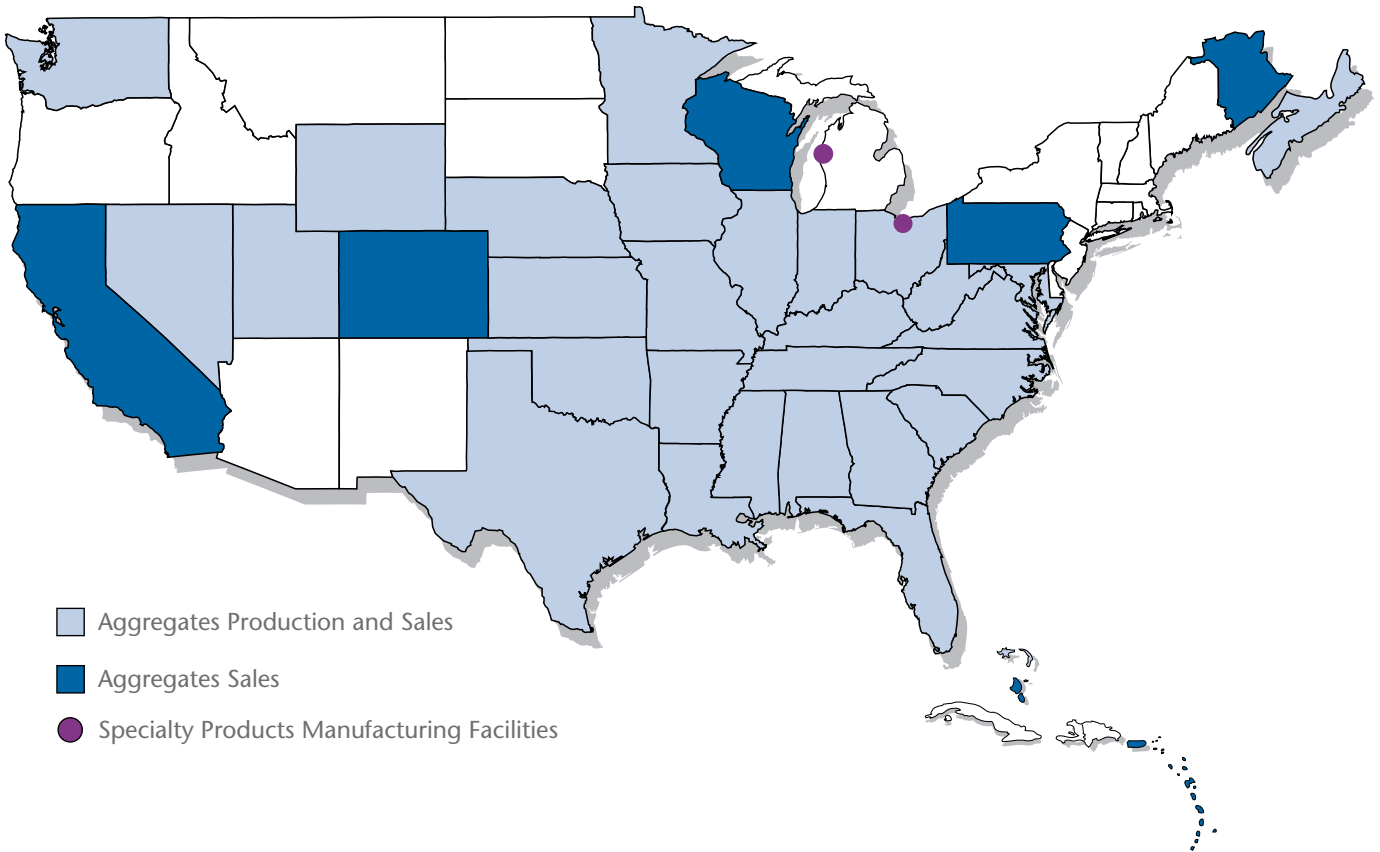 Aggregates Production and Sales
Aggregates Sales
Specialty Products Manufacturing Facilities